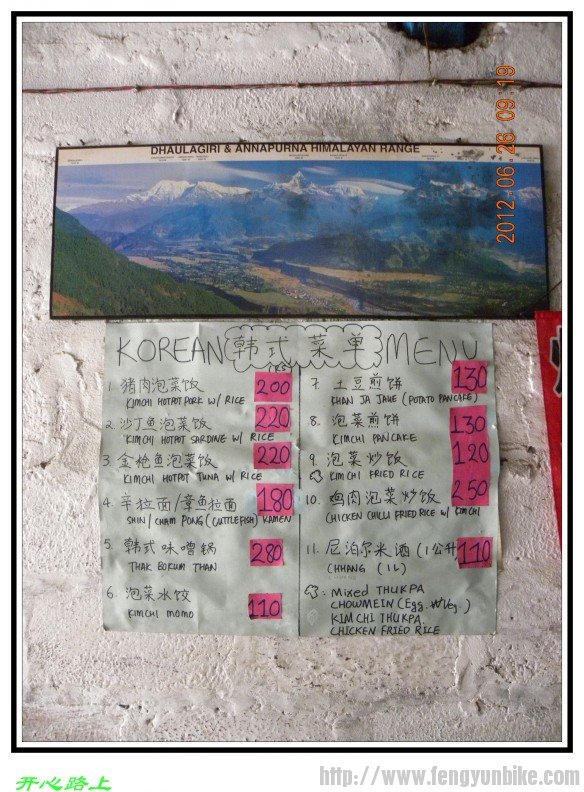 DHAULAGIRI & ANNAPURNA HIMALAYAN RANGE
2012.06.26 09:19
KOREAN 韩式菜单 MENU
(RS)
1. 猪肉泡菜饭 200
KIMCHI HOTPOT PORK W/ RICE
2. 沙丁鱼泡菜饭 220
KIMCHI HOTPOT SARDINE W/ RICE
3. 金枪鱼泡菜饭 220
KIMCHI HOTPOT TUNA W/ RICE
4. 辛拉面/章鱼拉面 180
SHIN/CHAM PONG (CUTTLEFISH) RAMEN
5. 韩式味噌锅 280
THAK BOKUM THAN
6. 泡菜水饺 110
KIMCHI MOMO
7 土豆煎饼 130
KHAN JA JAVE (POTATO PANCAKE)
8. 泡菜煎饼 130
KIMCHI PANCAKE
9. 泡菜炒饭 120
KIMCHI FRIED RICE
10. 鸡肉泡菜炒饭 250
CHICKEN CHILLI FRIED RICE W/ KIMCHI
11. 尼泊尔米酒 (1公升) 110
CHHANG (1L)
Mixed THUKPA
CHOWMEIN (Egg. Veg.)
KIMCHI THUKPA
CHICKEN FRIED RICE
开心路上
http://www.fengyunbike.com